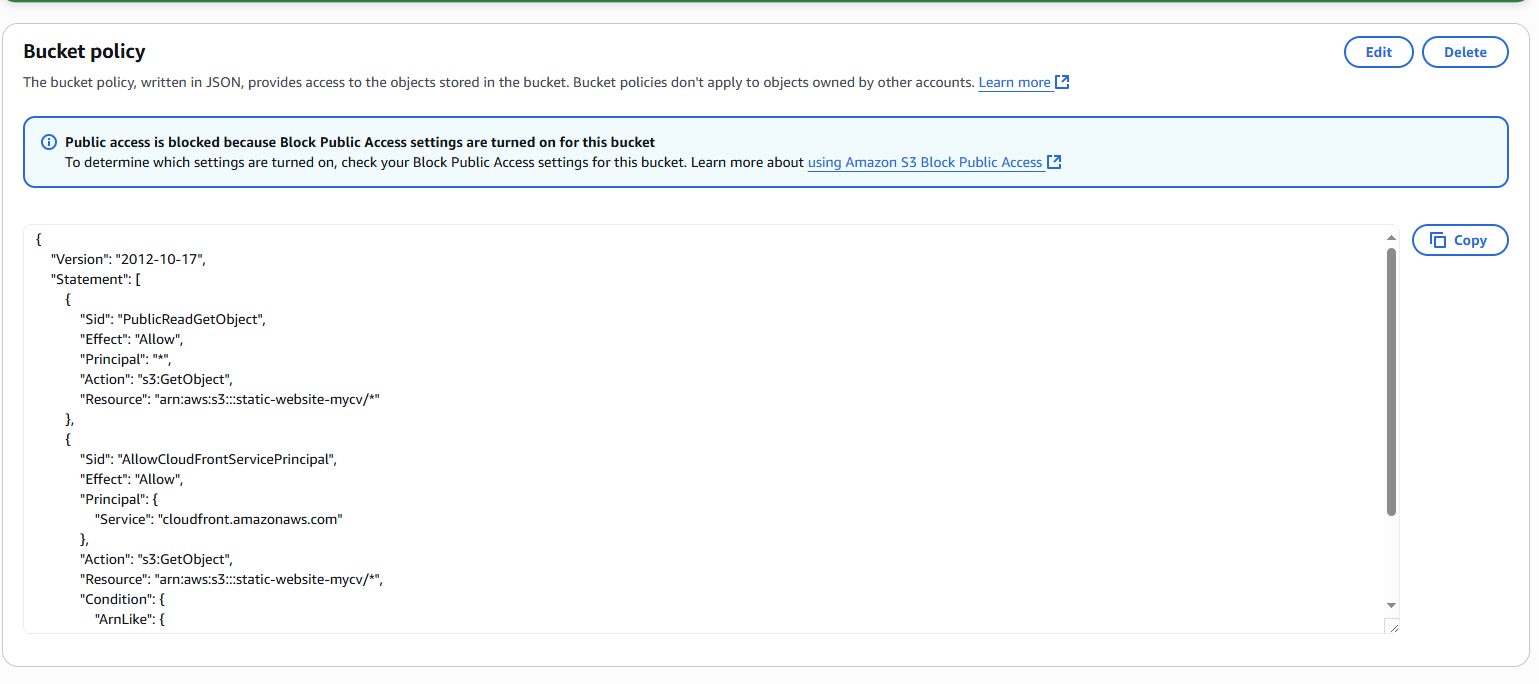 Bucket policy
Edit
Delete
The bucket policy, written in JSON, provides access to the objects stored in the bucket. Bucket policies don't apply to objects owned by other accounts. Learn more
Public access is blocked because Block Public Access settings are turned on for this bucket
To determine which settings are turned on, check your Block Public Access settings for this bucket. Learn more about using Amazon S3 Block Public Access
Copy
{
    "Version": "2012-10-17",
    "Statement": [
        {
            "Sid": "PublicReadGetObject",
            "Effect": "Allow",
            "Principal": "*",
            "Action": "s3:GetObject",
            "Resource": "arn:aws:s3:::static-website-mycv/*"
        },
        {
            "Sid": "AllowCloudFrontServicePrincipal",
            "Effect": "Allow",
            "Principal": {
                "Service": "cloudfront.amazonaws.com"
            },
            "Action": "s3:GetObject",
            "Resource": "arn:aws:s3:::static-website-mycv/*",
            "Condition": {
                "ArnLike": {